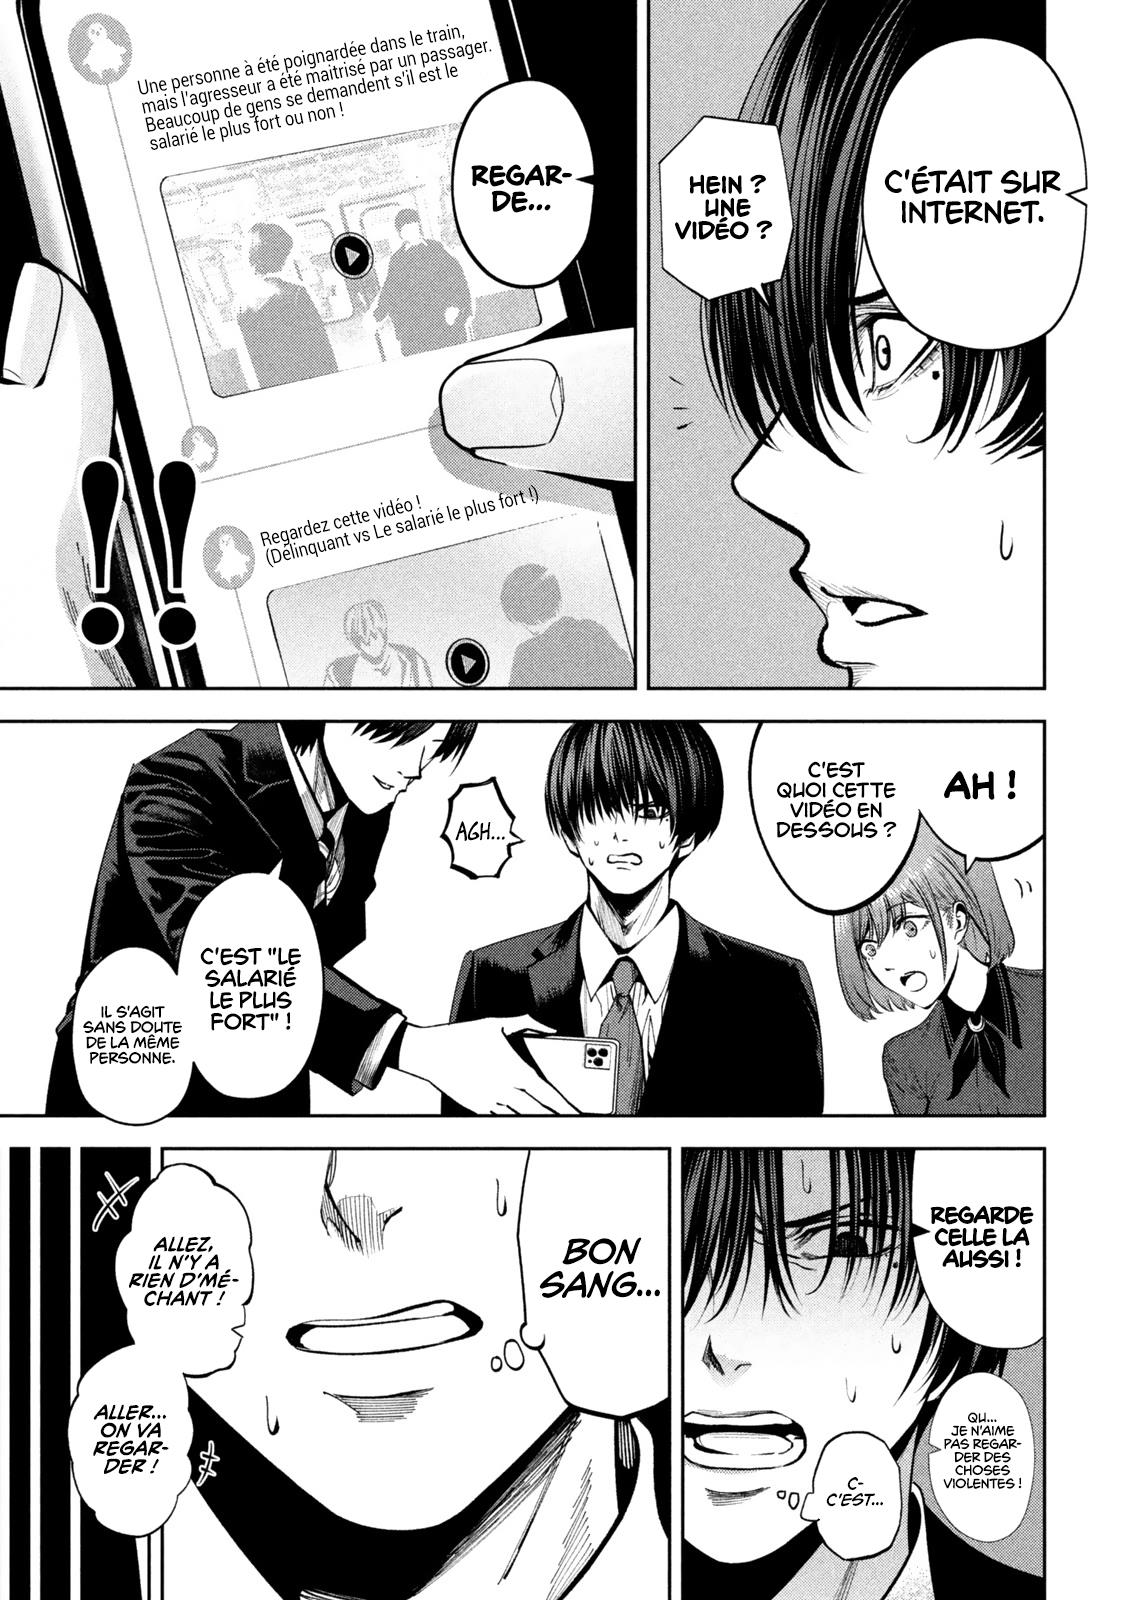 C'ÉTAIT SUR
INTERNET.
HEIN ?
UNE
VIDÉO ?
REGAR-
DE...
Une personne à été poignardée dans le train,
mais l'agresseur a été maitrisé par un passager.
Beaucoup de gens se demandent s'il est le
salarié le plus fort ou non !
Regardez cette vidéo !
(Délinquant vs Le salarié le plus fort !)
!!
AH !
C'EST
QUOI CETTE
VIDÉO EN
DESSOUS ?
AGH...
C'EST "LE
SALARIÉ
LE PLUS
FORT" !
IL S'AGIT
SANS DOUTE
DE LA MÊME
PERSONNE.
REGARDE
CELLE LA
AUSSI !
QU...
JE N'AIME
PAS REGAR-
DER DES
CHOSES
VIOLENTES !
C-
C'EST...
BON
SANG...
ALLEZ,
IL N'Y A
RIEN D'MÉ-
CHANT !
ALLER...
ON VA
REGAR-
DER !